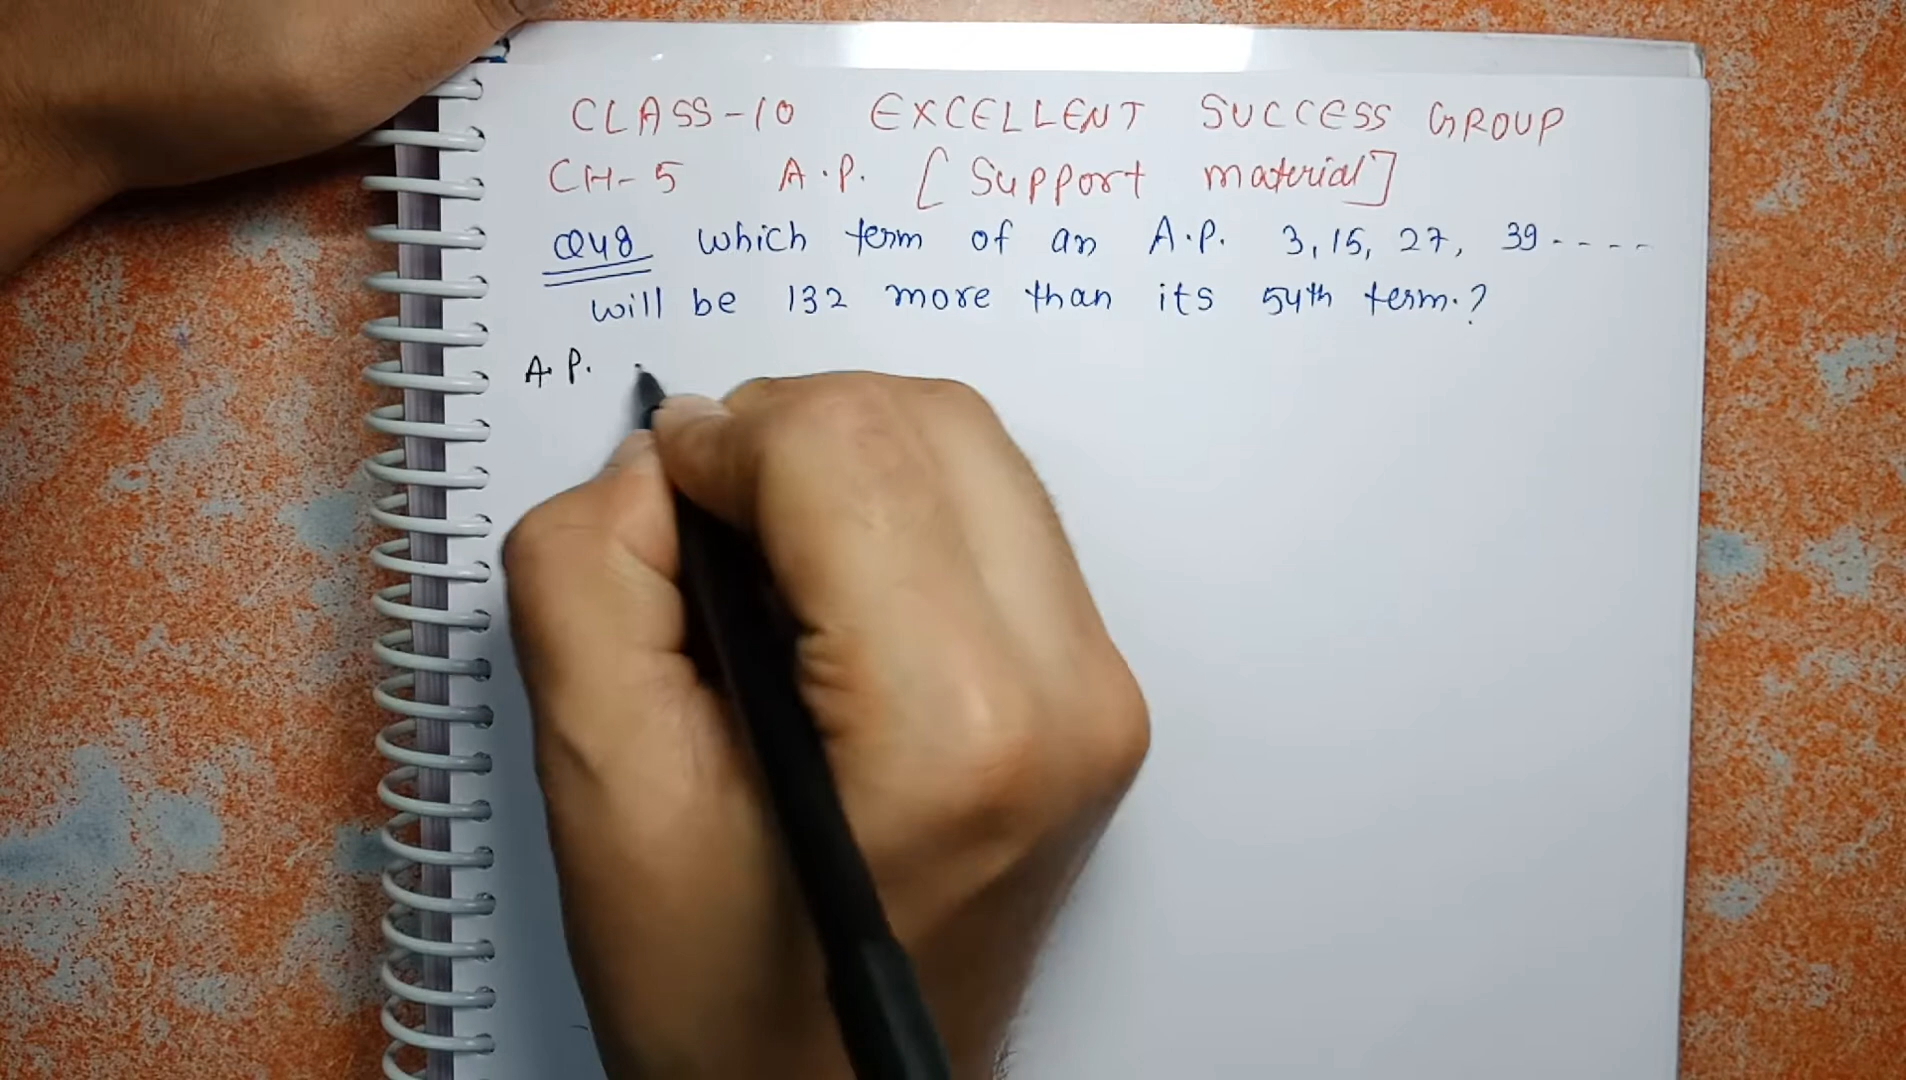 CLASS-10 EXCELLENT SUCCESS GROUP
CH-5 A.P. [Support material]
Q48 Which term of an A.P. 3, 15, 27, 39-----
will be 132 more than its 54th term.?
A.P.